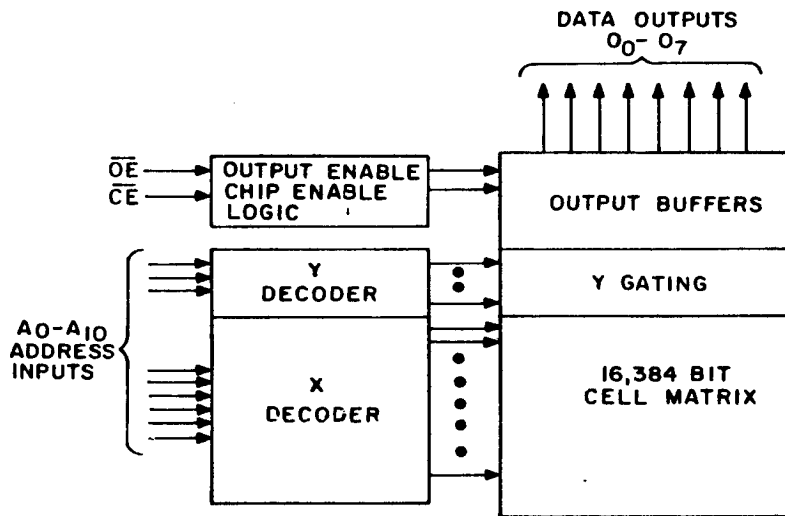 DATA OUTPUTS
O0 - O7
OE
CE
OUTPUT ENABLE
CHIP ENABLE
LOGIC
OUTPUT BUFFERS
Y
DECODER
Y GATING
A0-A10
ADDRESS
INPUTS
X
DECODER
16,384 BIT
CELL MATRIX